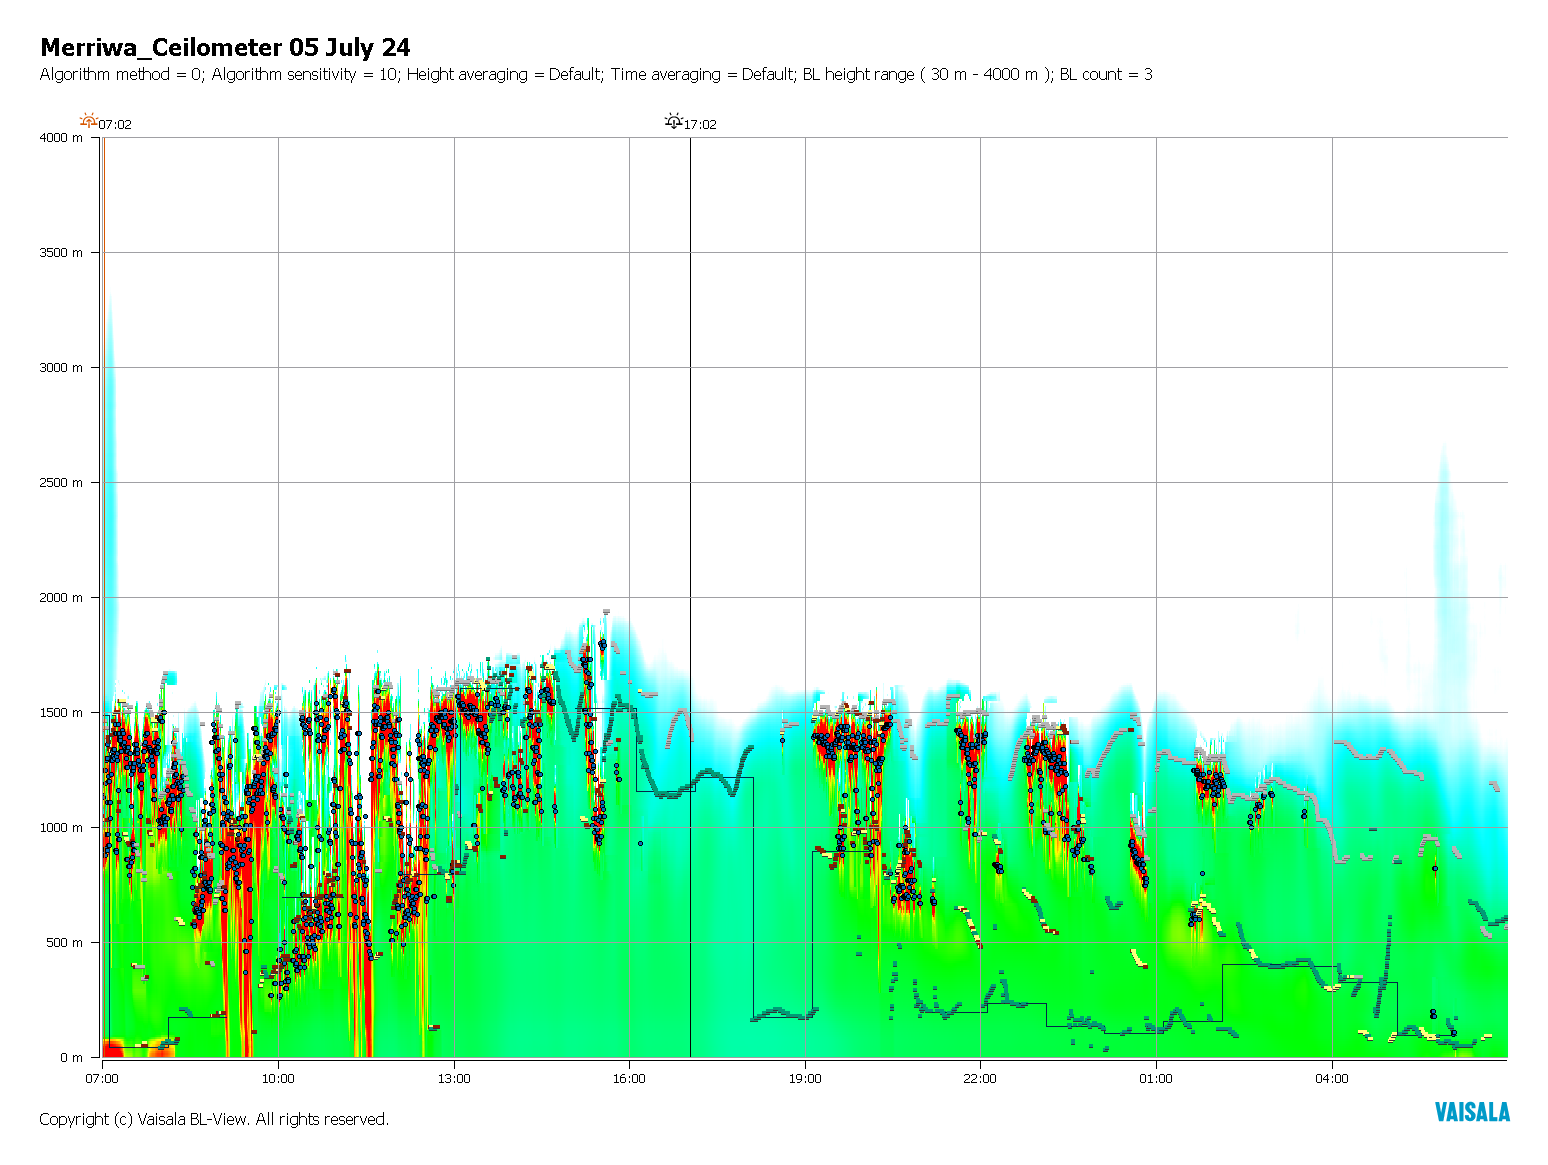 Merriwa_Ceilometer 05 July 24
Algorithm method = 0; Algorithm sensitivity = 10; Height averaging = Default; Time averaging = Default; BL height range ( 30 m - 4000 m ); BL count = 3
07:02
17:02
4000 m
3500 m
3000 m
2500 m
2000 m
1500 m
1000 m
500 m
0 m
07:00 10:00 13:00 16:00 19:00 22:00 01:00 04:00
Copyright (c) Vaisala BL-View. All rights reserved.
VAISALA